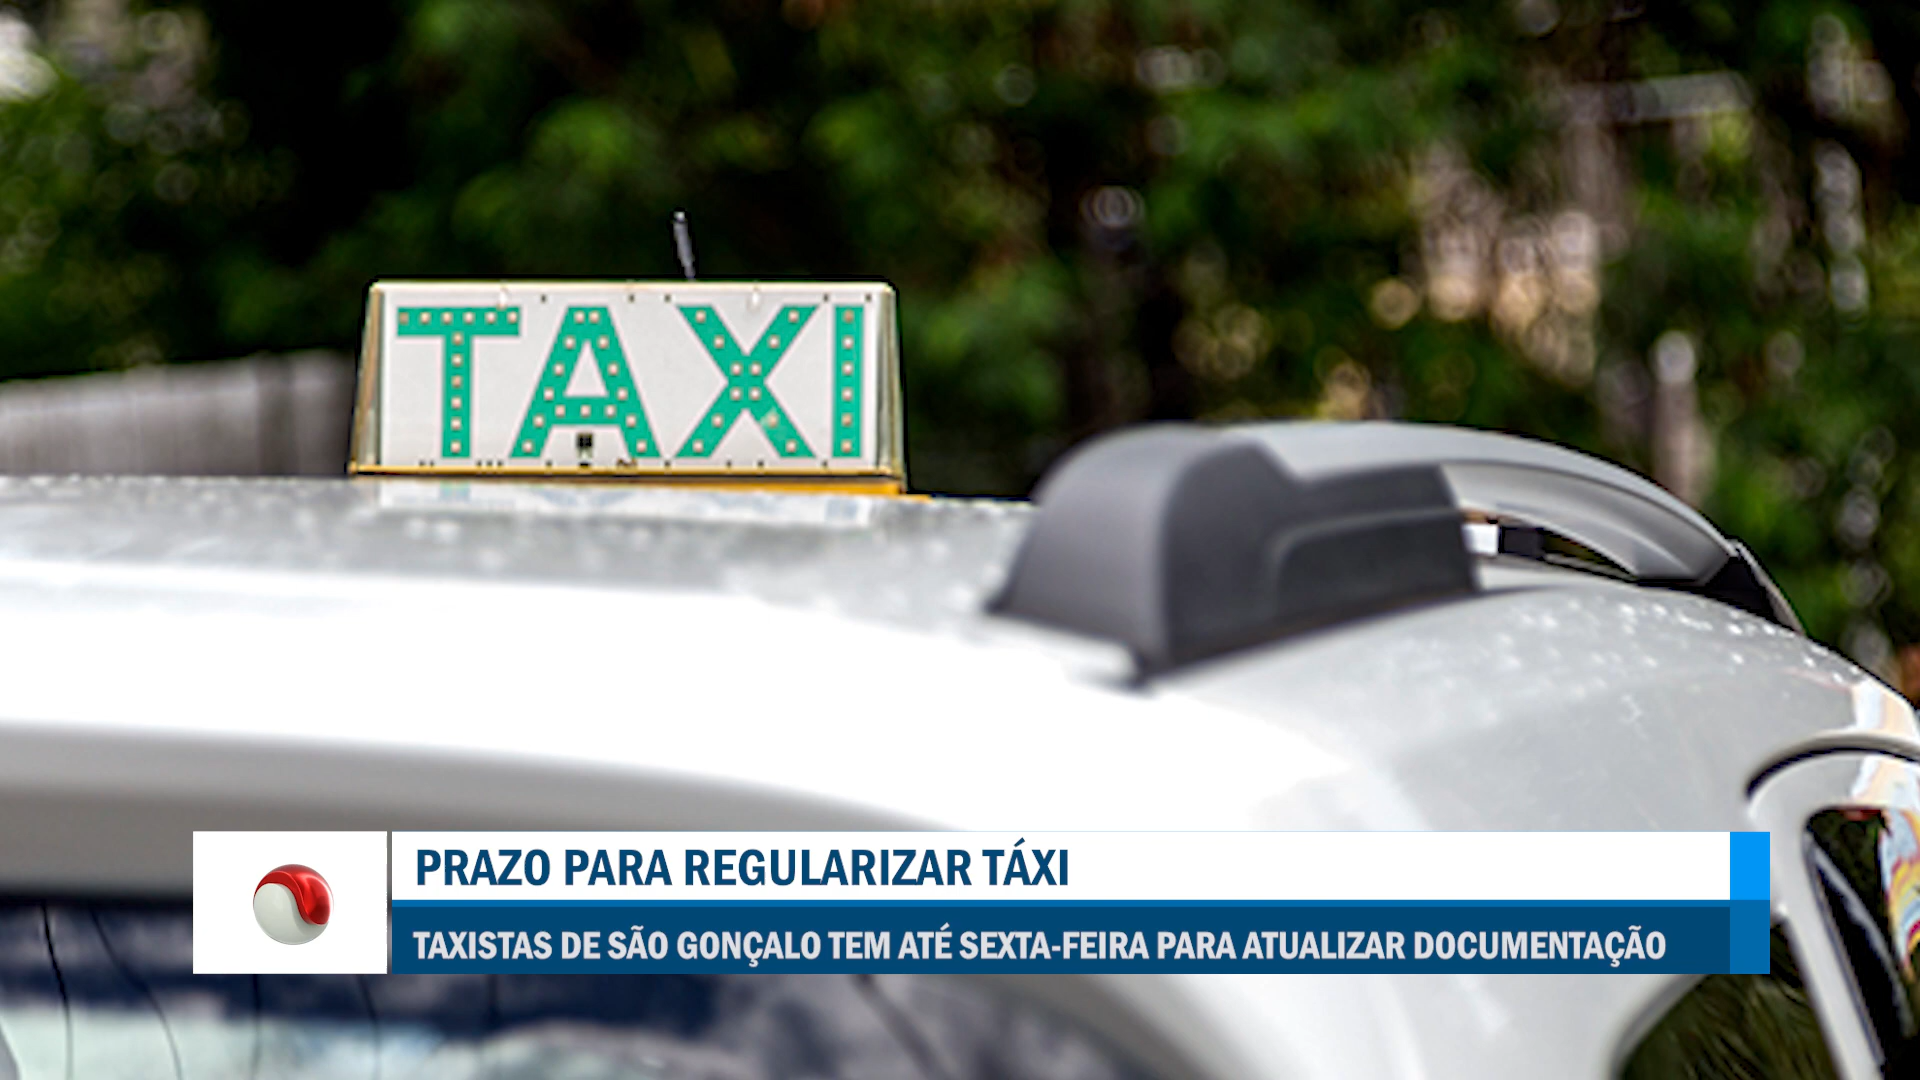 TAXI
PRAZO PARA REGULARIZAR TÁXI
TAXISTAS DE SÃO GONÇALO TEM ATÉ SEXTA-FEIRA PARA ATUALIZAR DOCUMENTAÇÃO